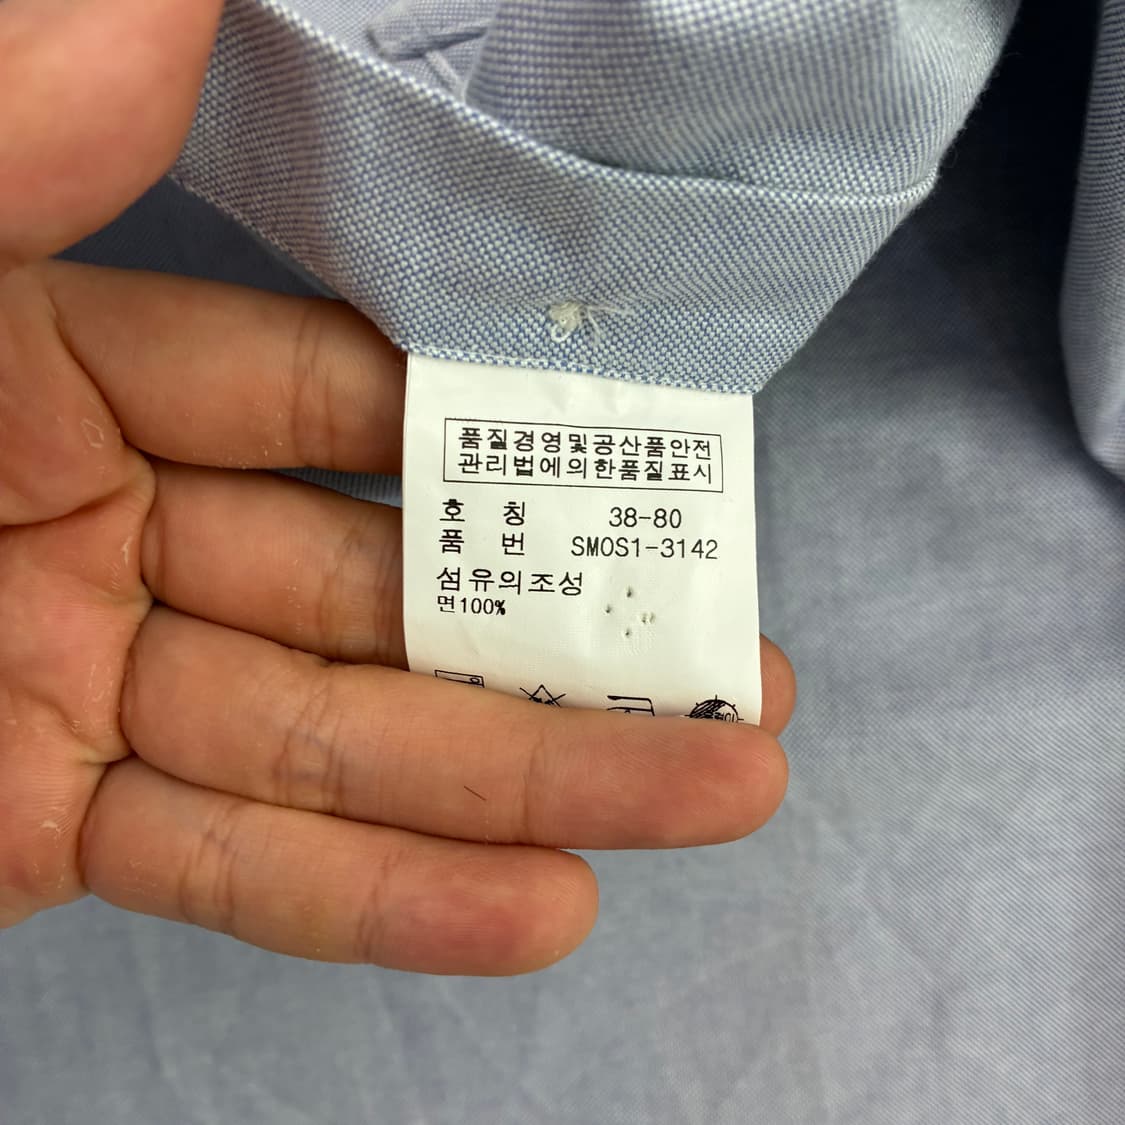 품질경영및공산품안전
관리법에의한품질표시
호 칭 38-80
품 번 SMOS1-3142
섬유의조성
면100%